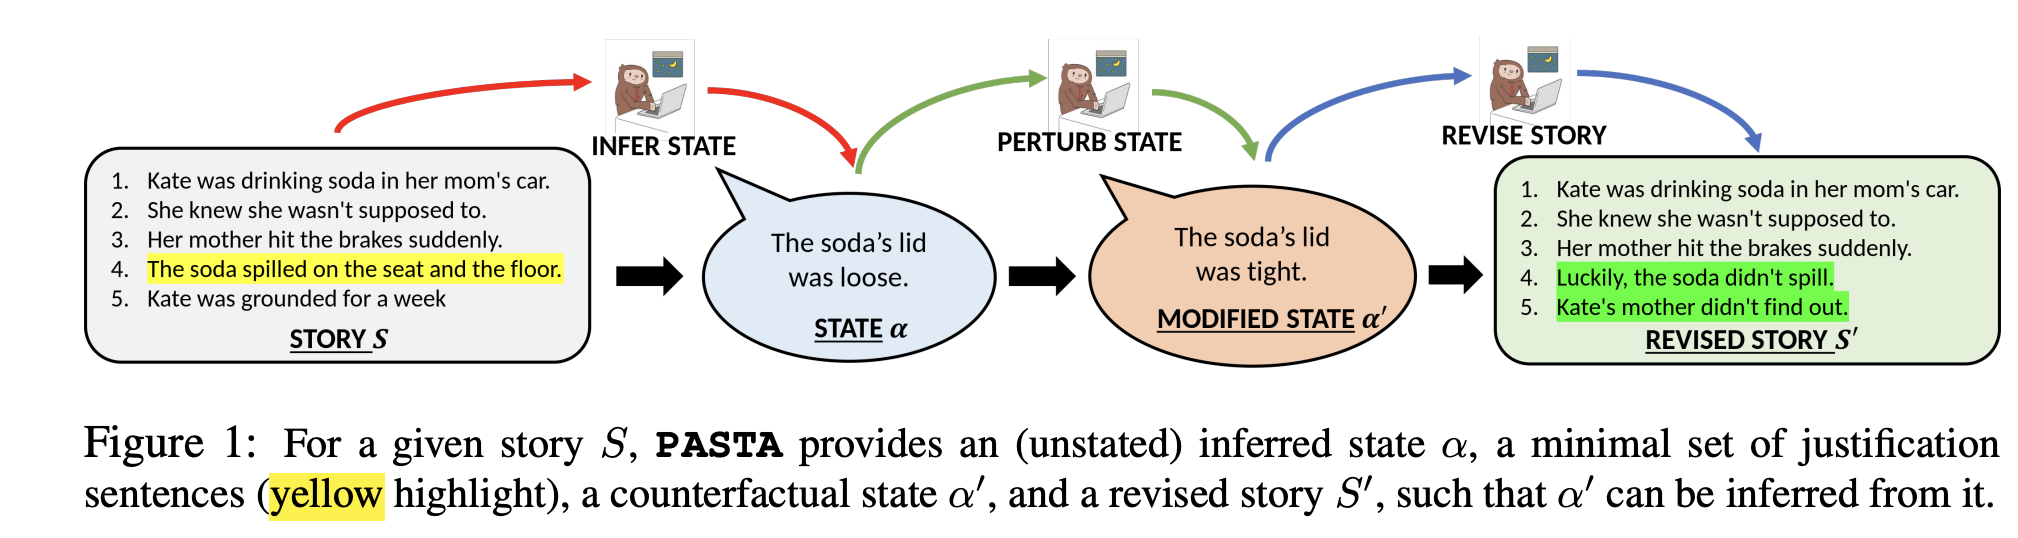 INFER STATE
PERTURB STATE
REVISE STORY
1. Kate was drinking soda in her mom's car.
2. She knew she wasn't supposed to.
3. Her mother hit the brakes suddenly.
4. The soda spilled on the seat and the floor.
5. Kate was grounded for a week
STORY S
The soda’s lid
was loose.
STATE α
The soda’s lid
was tight.
MODIFIED STATE α′
1. Kate was drinking soda in her mom's car.
2. She knew she wasn't supposed to.
3. Her mother hit the brakes suddenly.
4. Luckily, the soda didn't spill.
5. Kate's mother didn't find out.
REVISED STORY S′
Figure 1: For a given story S, PASTA provides an (unstated) inferred state α, a minimal set of justification
sentences (yellow highlight), a counterfactual state α′, and a revised story S′, such that α′ can be inferred from it.